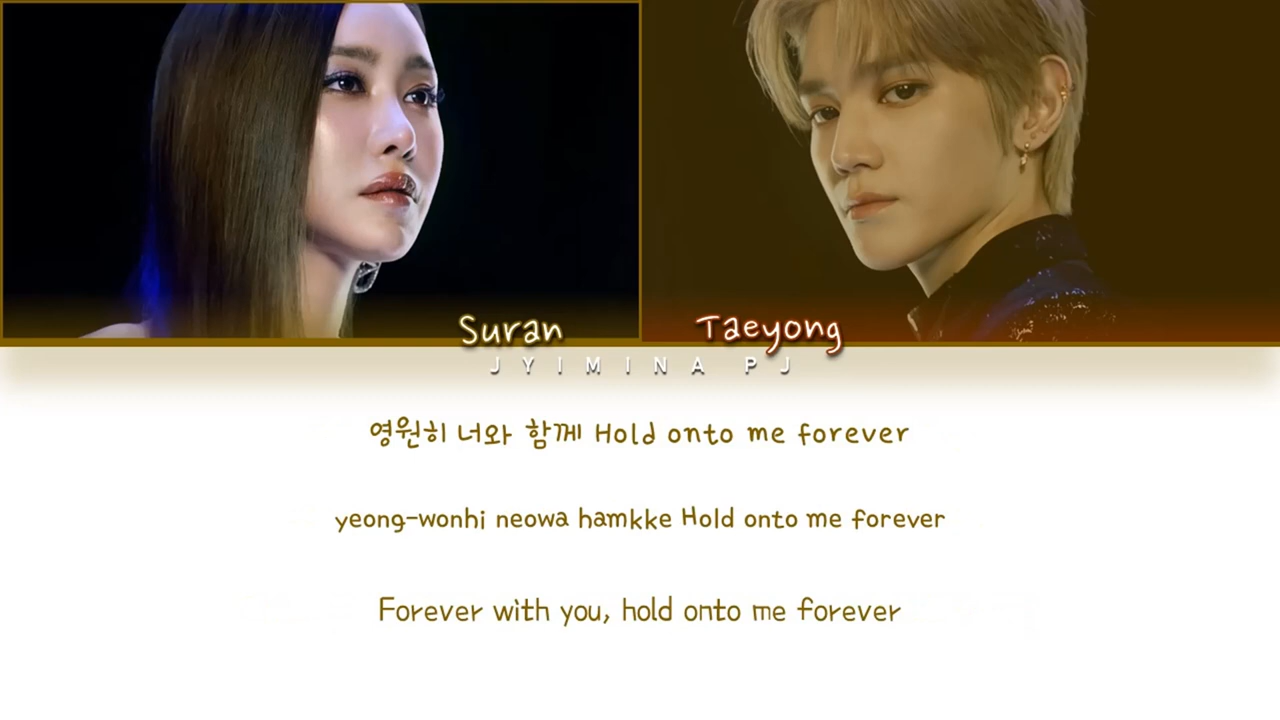 Suran Taeyong
JYIMINA PJ
영원히 너와 함께 Hold onto me forever
yeong-wonhi neowa hamkke Hold onto me forever
Forever with you, hold onto me forever